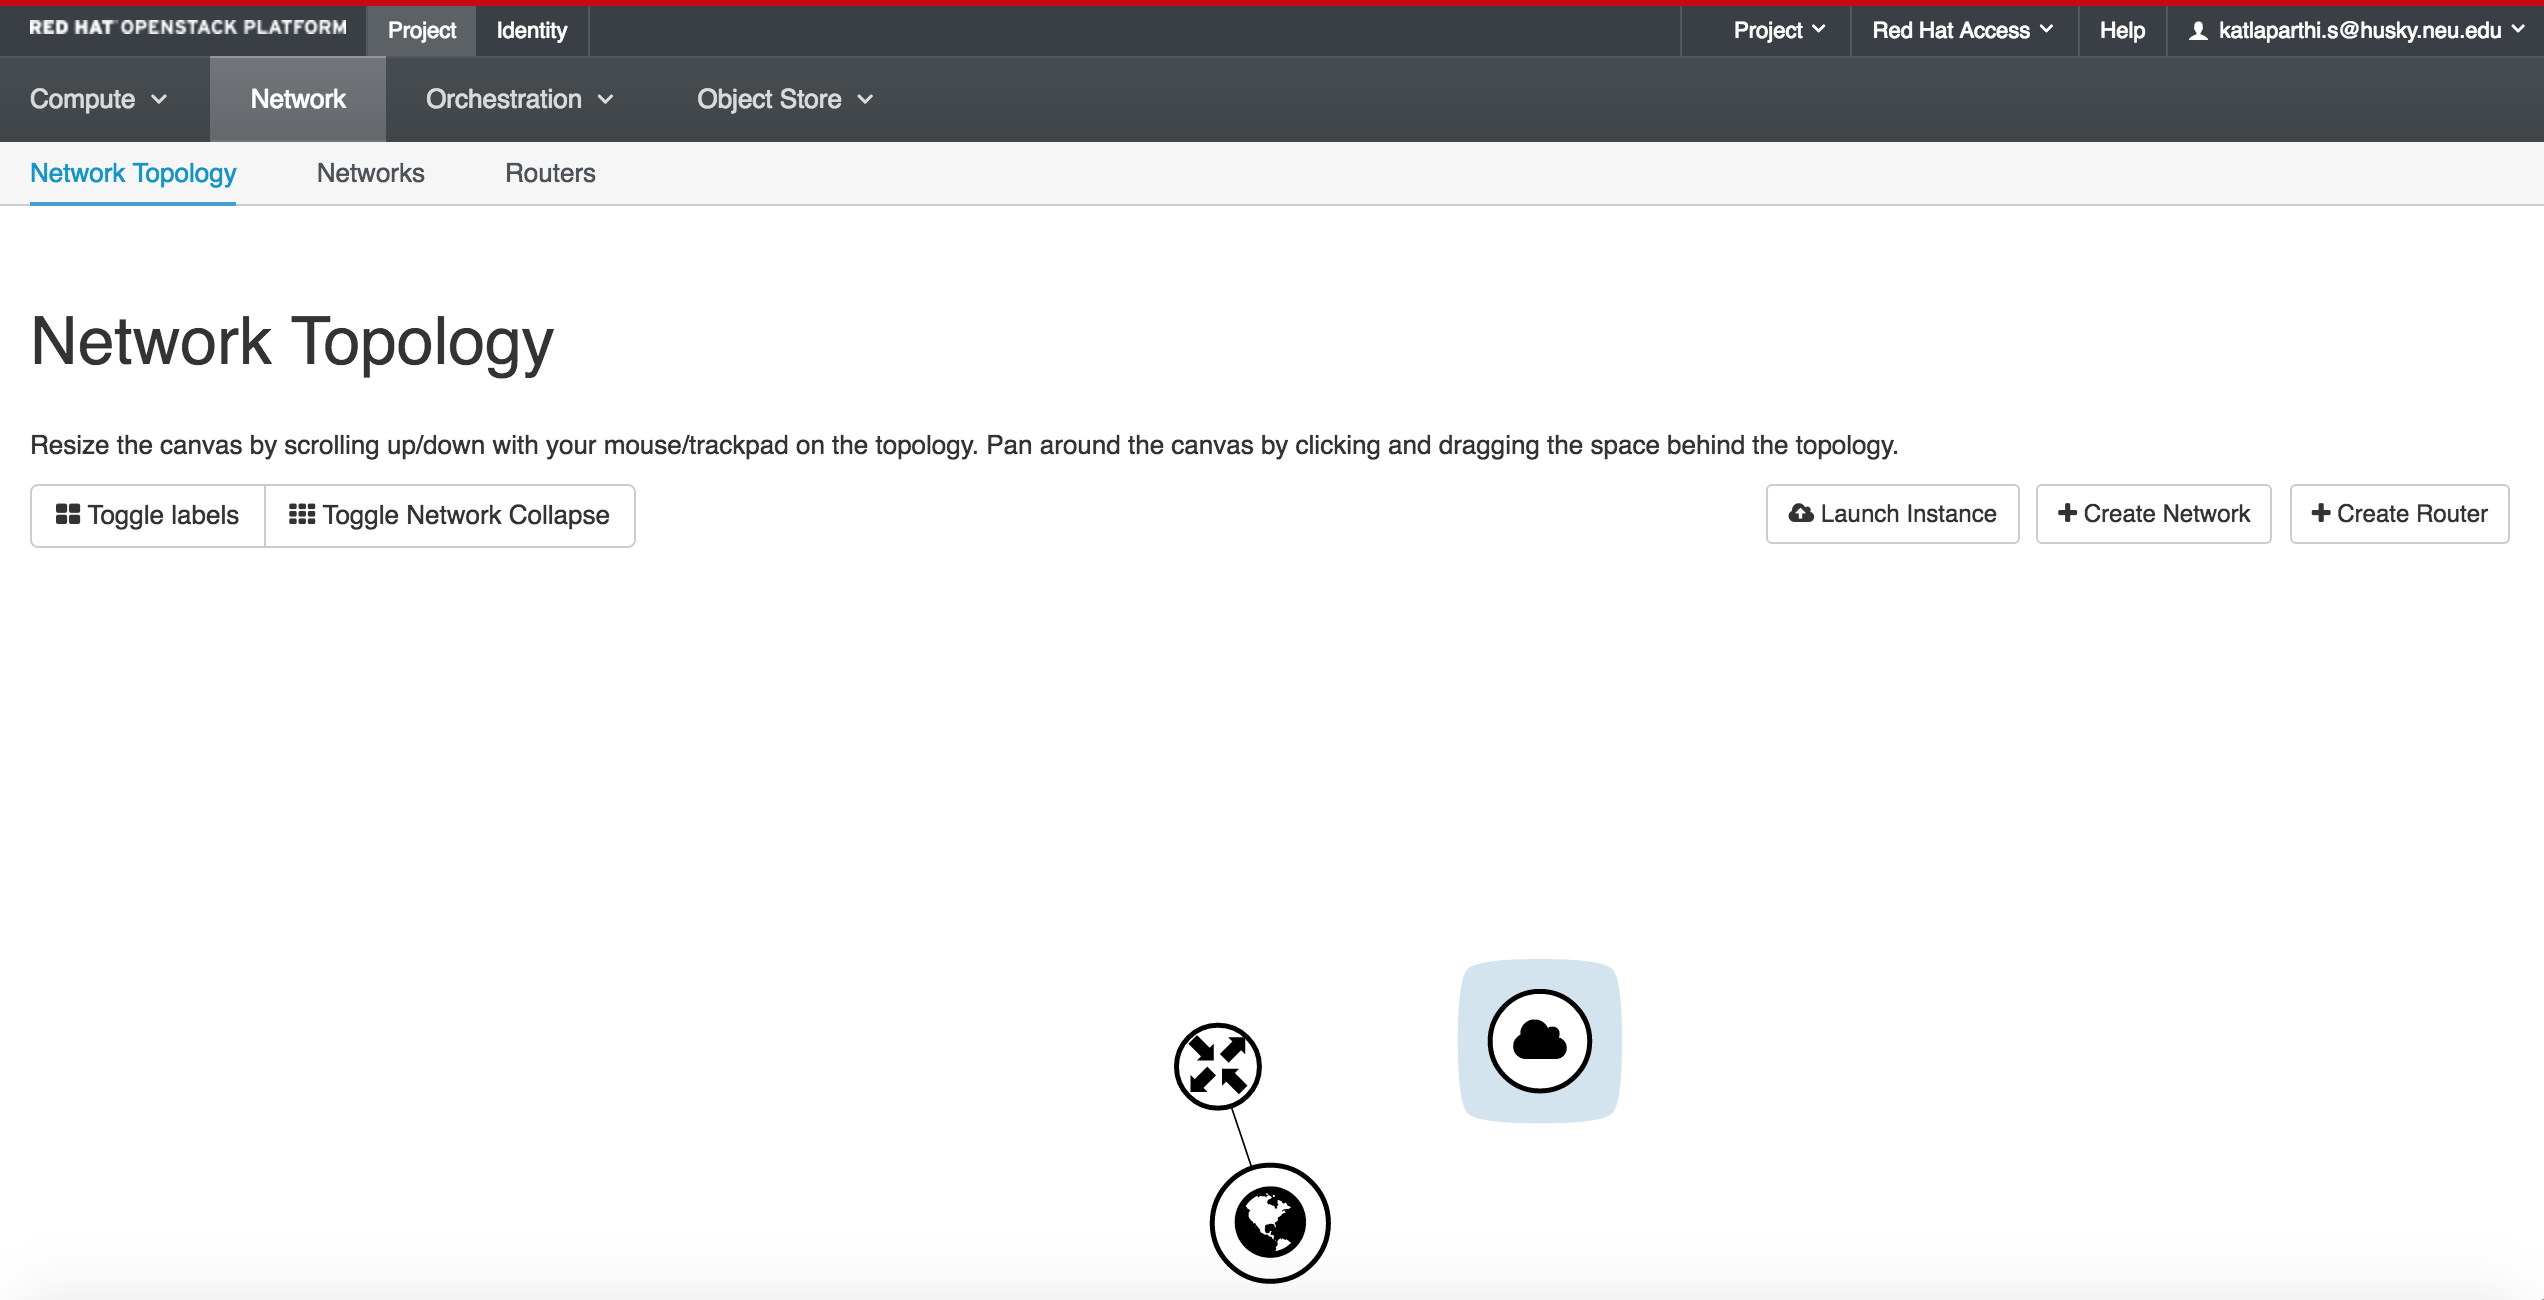 RED HAT OPENSTACK PLATFORM Project Identity Project Red Hat Access Help katlaparthi.s@husky.neu.edu
Compute Network Orchestration Object Store
Network Topology Networks Routers
Network Topology
Resize the canvas by scrolling up/down with your mouse/trackpad on the topology. Pan around the canvas by clicking and dragging the space behind the topology.
Toggle labels Toggle Network Collapse Launch Instance Create Network Create Router